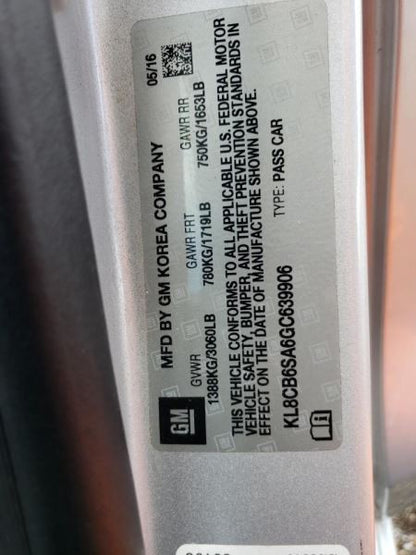 MFD BY GM KOREA COMPANY 05/16
GVWR GAWR FRT GAWR RR
1388KG/3060LB 780KG/1719LB 750KG/1653LB
THIS VEHICLE CONFORMS TO ALL APPLICABLE U.S. FEDERAL MOTOR
VEHICLE SAFETY, BUMPER, AND THEFT PREVENTION STANDARDS IN
EFFECT ON THE DATE OF MANUFACTURE SHOWN ABOVE.
KL8CB6SA6GC639906 TYPE: PASS CAR
GM